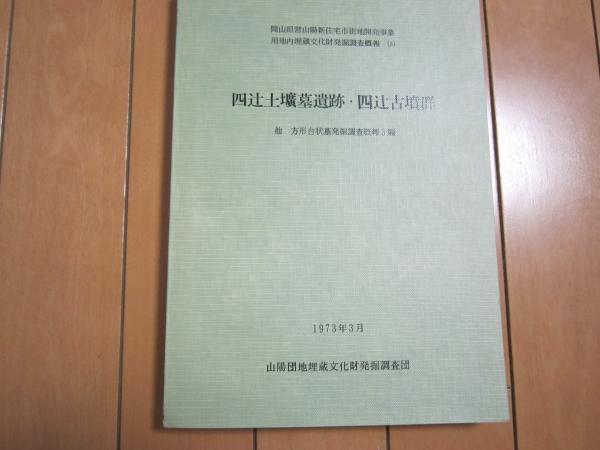 岡山県営山陽新住宅市街地開発事業
用地内埋蔵文化財発掘調査概報
四辻土壙墓遺跡・四辻古墳群
他 方形台状墓発掘調査概報3編
1973年3月
山陽団地埋蔵文化財発掘調査団